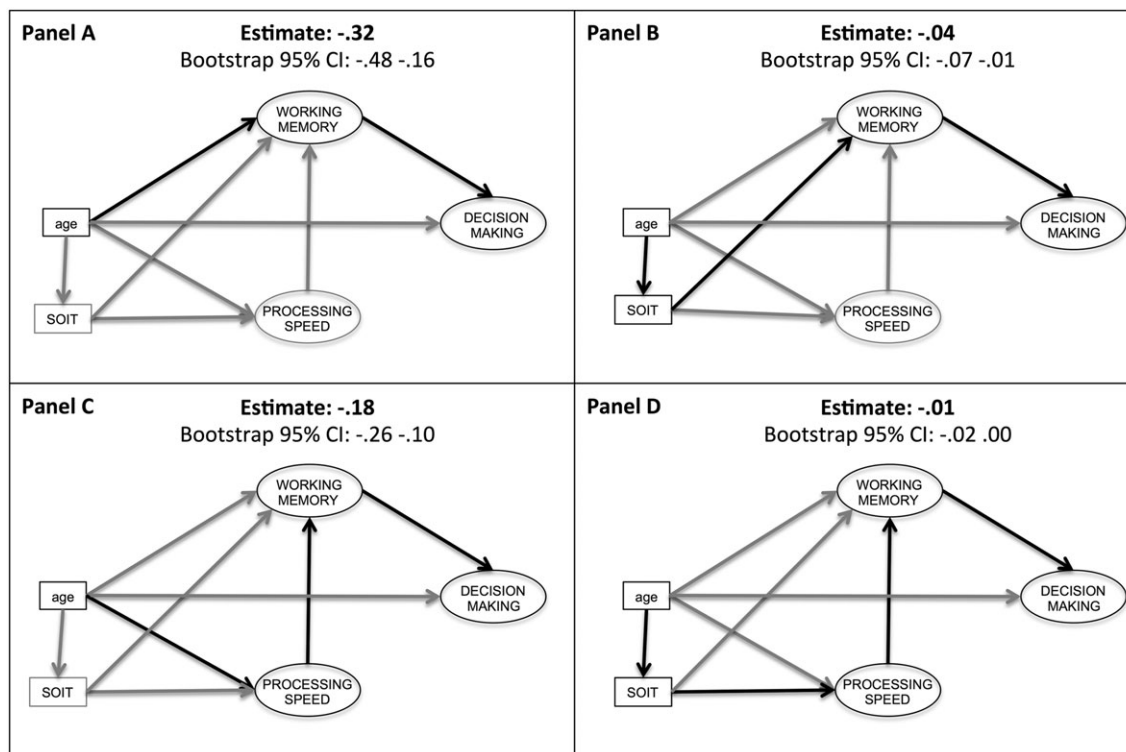 Panel A
Estimate: -.32
Bootstrap 95% CI: -.48 -.16
WORKING
MEMORY
age
DECISION
MAKING
SOIT
PROCESSING
SPEED
Panel B
Estimate: -.04
Bootstrap 95% CI: -.07 -.01
WORKING
MEMORY
age
DECISION
MAKING
SOIT
PROCESSING
SPEED
Panel C
Estimate: -.18
Bootstrap 95% CI: -.26 -.10
WORKING
MEMORY
age
DECISION
MAKING
SOIT
PROCESSING
SPEED
Panel D
Estimate: -.01
Bootstrap 95% CI: -.02 .00
WORKING
MEMORY
age
DECISION
MAKING
SOIT
PROCESSING
SPEED